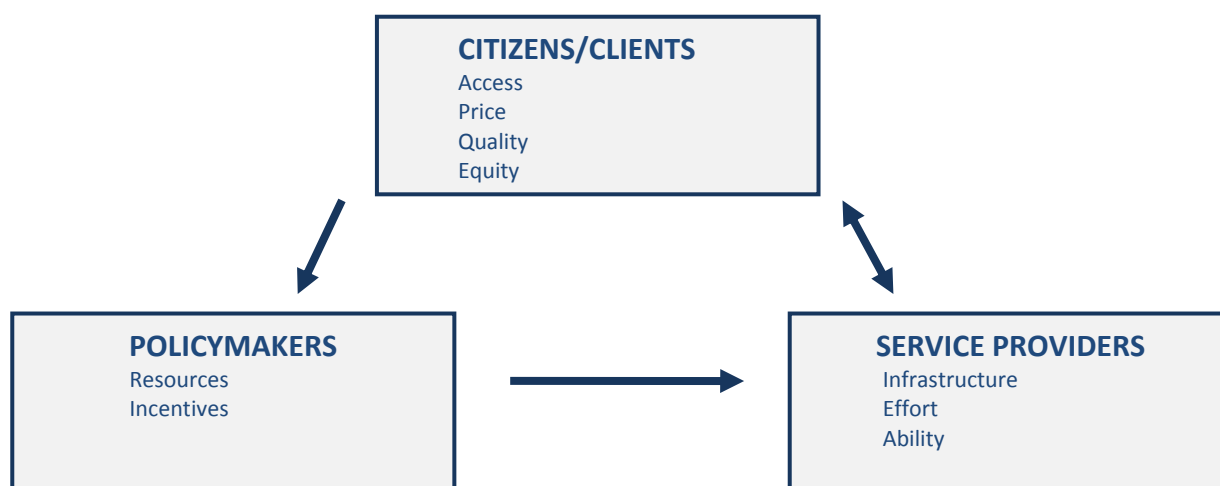 CITIZENS/CLIENTS
Access
Price
Quality
Equity
POLICYMAKERS
Resources
Incentives
SERVICE PROVIDERS
Infrastructure
Effort
Ability